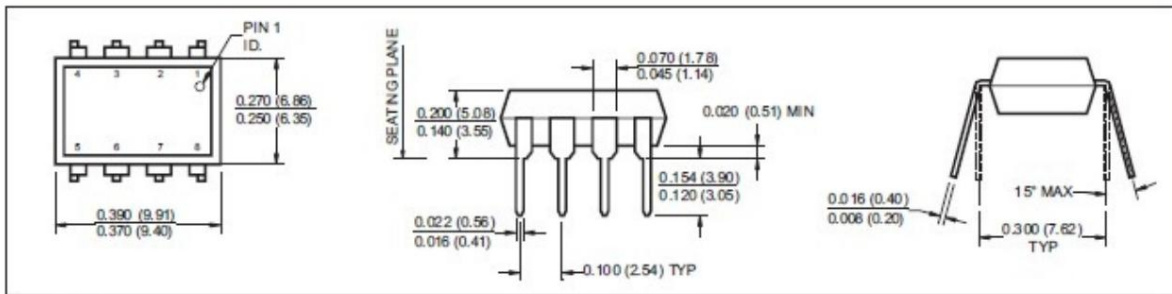 PIN 1
ID.
4 3 2 1
5 6 7 8
0.270 (6.86)
0.250 (6.35)
0.390 (9.91)
0.370 (9.40)
SEATING PLANE
0.070 (1.78)
0.045 (1.14)
0.200 (5.08)
0.140 (3.55)
0.020 (0.51) MIN
0.154 (3.90)
0.120 (3.05)
0.022 (0.56)
0.016 (0.41)
0.100 (2.54) TYP
0.016 (0.40)
0.008 (0.20)
15° MAX
0.300 (7.62)
TYP